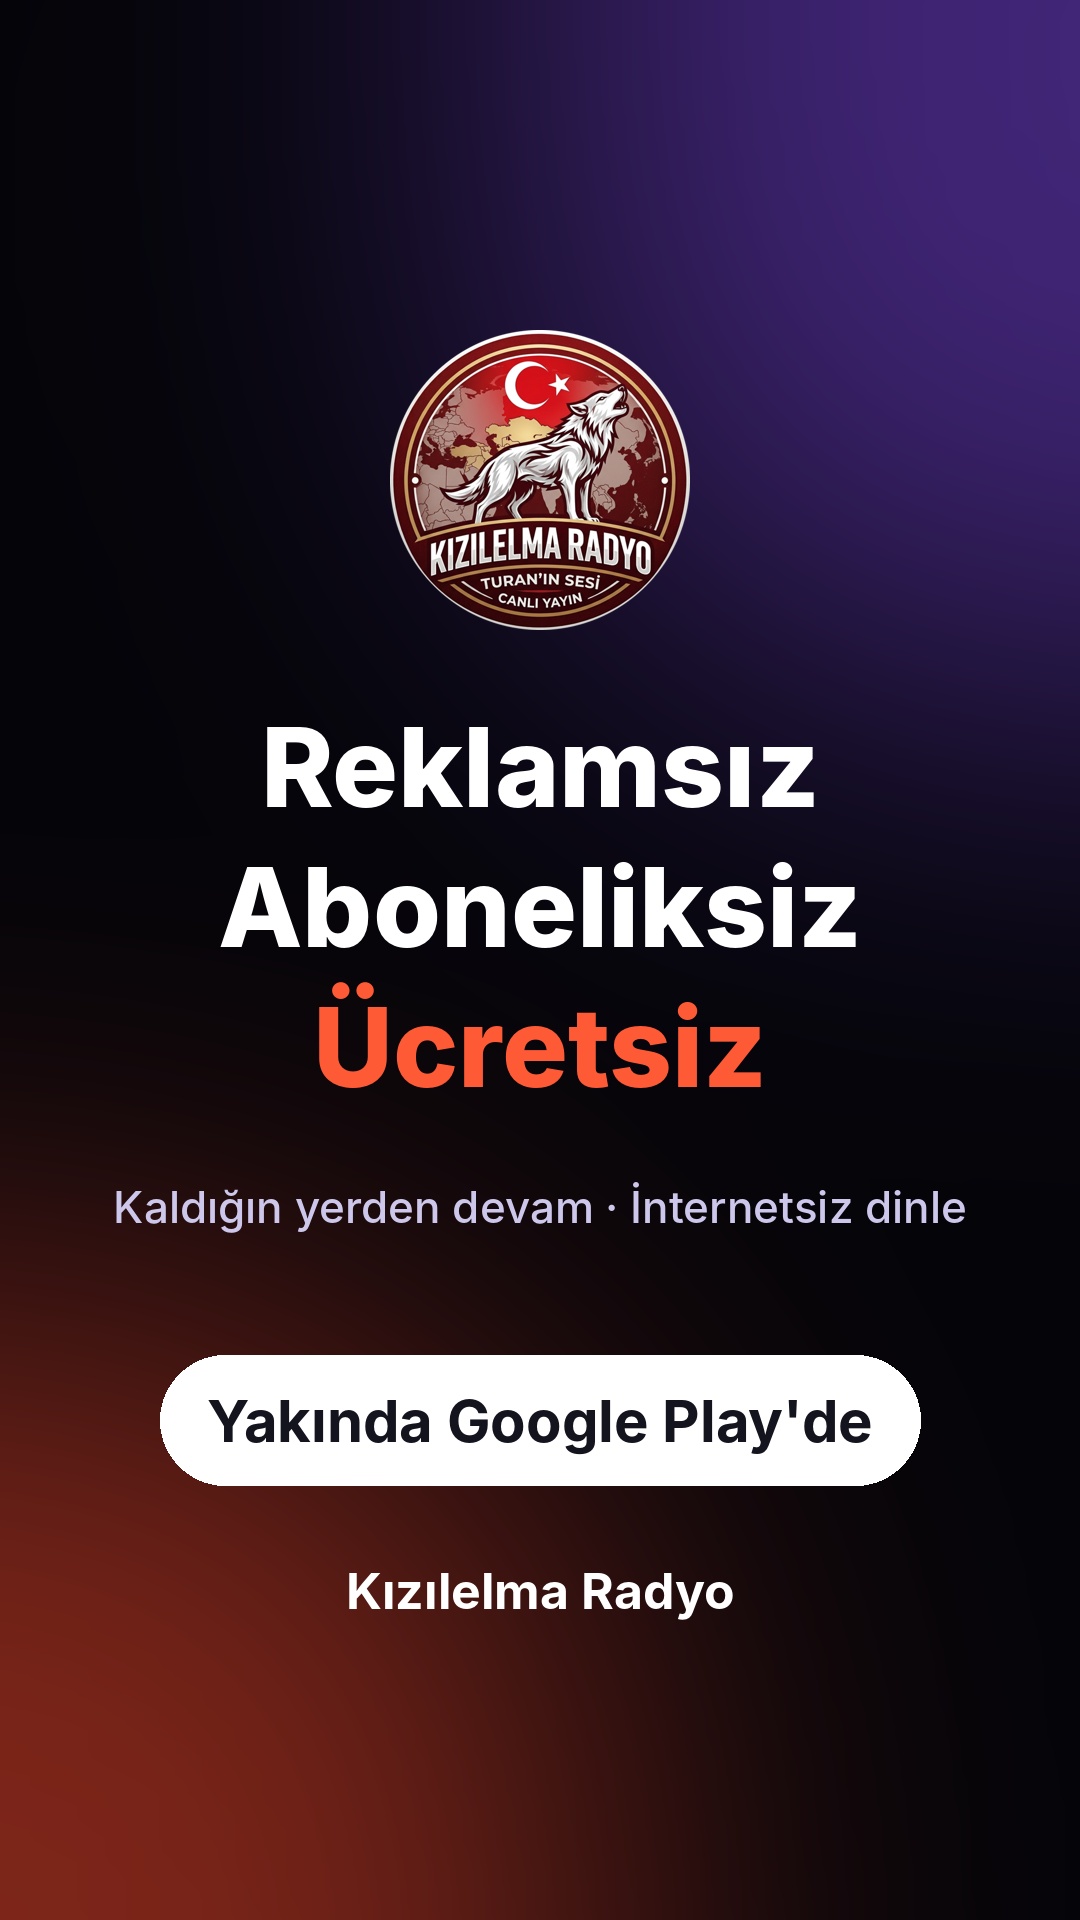 KIZILELMA RADYO
TURAN'IN SESİ
CANLI YAYIN
Reklamsız
Aboneliksiz
Ücretsiz
Kaldığın yerden devam · İnternetsiz dinle
Yakında Google Play'de
Kızılelma Radyo